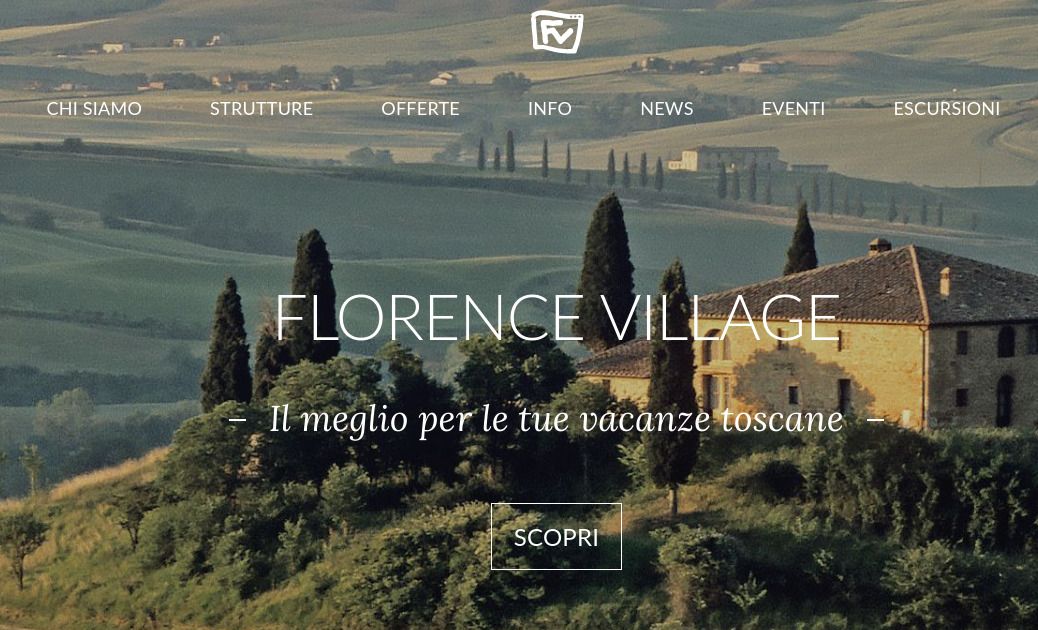 FV
CHI SIAMO STRUTTURE OFFERTE INFO NEWS EVENTI ESCURSIONI
FLORENCE VILLAGE
– Il meglio per le tue vacanze toscane –
SCOPRI